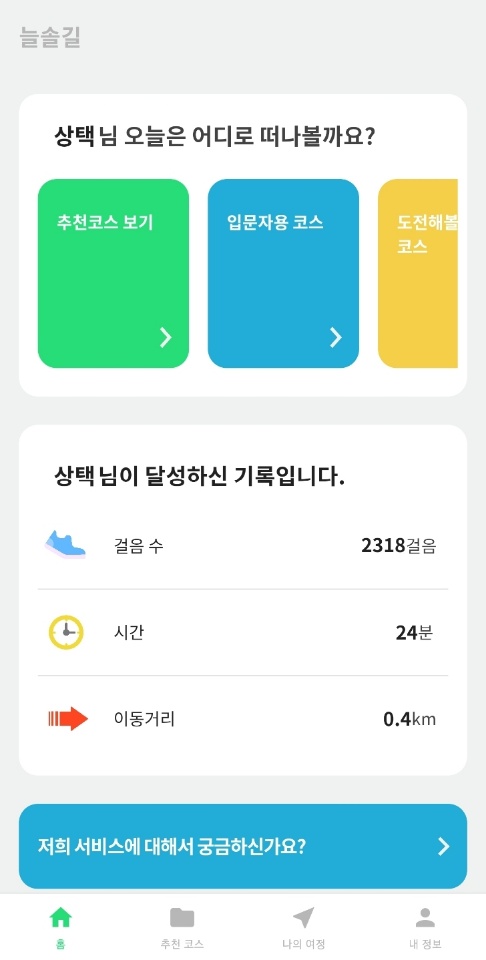 늘솔길
상택 님 오늘은 어디로 떠나볼까요?
추천코스 보기
입문자용 코스
도전해볼
코스
상택 님이 달성하신 기록입니다.
걸음 수
2318걸음
시간
24분
이동거리
0.4km
저희 서비스에 대해서 궁금하신가요?
홈
추천 코스
나의 여정
내 정보